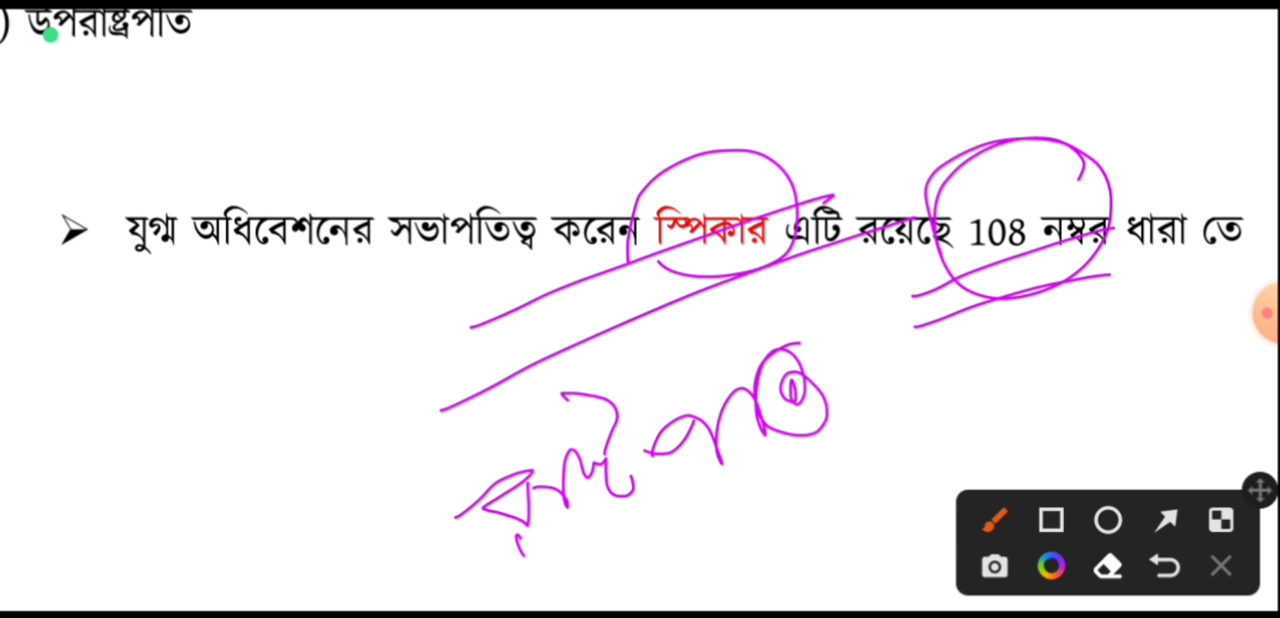 ) উপরাষ্ট্রপতি
➢ যুগ্ম অধিবেশনের সভাপতিত্ব করেন স্পিকার এটি রয়েছে 108 নম্বর ধারা তে